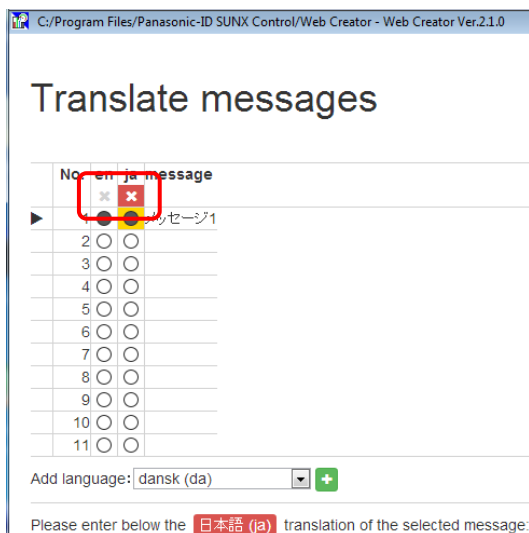 C:/Program Files/Panasonic-ID SUNX Control/Web Creator - Web Creator Ver.2.1.0
Translate messages
No. en ja message
1 メッセージ1
2
3
4
5
6
7
8
9
10
11
Add language: dansk (da)
Please enter below the 日本語 (ja) translation of the selected message: